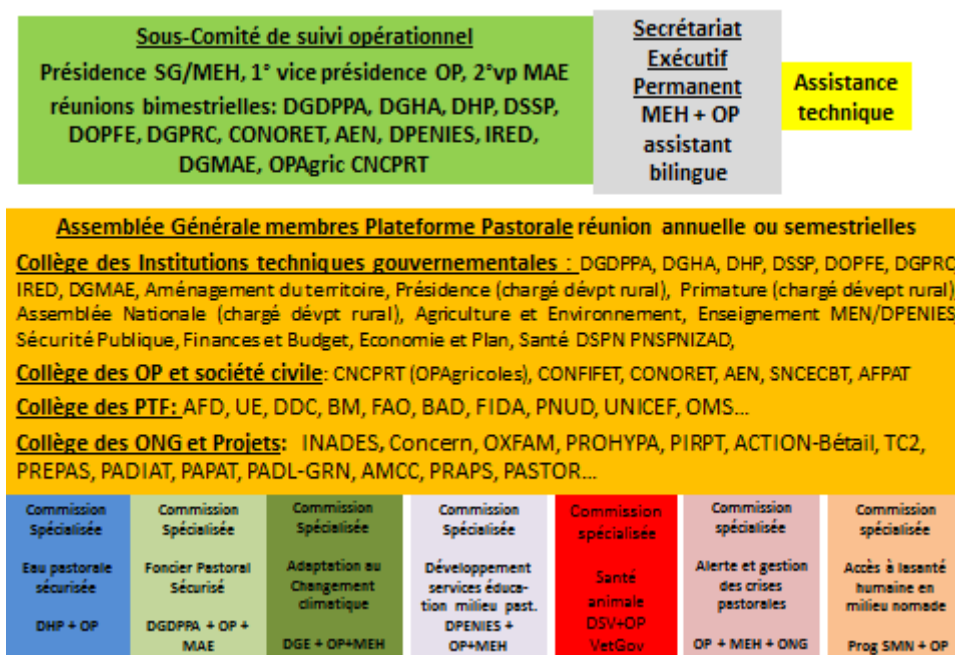 Sous-Comité de suivi opérationnel
Présidence SG/MEH, 1° vice présidence OP, 2°vp MAE
réunions bimestrielles: DGDPPA, DGHA, DHP, DSSP,
DOPFE, DGPRC, CONORET, AEN, DPENIES, IRED,
DGMAE, OPAgric CNCPRT
Secrétariat
Exécutif
Permanent
MEH + OP
assistant
bilingue
Assistance
technique
Assemblée Générale membres Plateforme Pastorale réunion annuelle ou semestrielles
Collège des Institutions techniques gouvernementales : DGDPPA, DGHA, DHP, DSSP, DOPFE, DGPRC
IRED, DGMAE, Aménagement du territoire, Présidence (chargé dévpt rural), Primature (chargé dévept rural)
Assemblée Nationale (chargé dévpt rural), Agriculture et Environnement, Enseignement MEN/DPENIES
Sécurité Publique, Finances et Budget, Economie et Plan, Santé DSPN PNSPNIZAD,
Collège des OP et société civile: CNCPRT (OPAgricoles), CONFIFET, CONORET, AEN, SNCECBT, AFPAT
Collège des PTF: AFD, UE, DDC, BM, FAO, BAD, FIDA, PNUD, UNICEF, OMS...
Collège des ONG et Projets: INADES, Concern, OXFAM, PROHYPA, PIRPT, ACTION-Bétail, TC2,
PREPAS, PADIAT, PAPAT, PADL-GRN, AMCC, PRAPS, PASTOR...
Commission
Spécialisée
Eau pastorale
sécurisée
DHP + OP
Commission
Spécialisée
Foncier Pastoral
Sécurisé
DGDPPA + OP +
MAE
Commission
Spécialisée
Adaptation au
Changement
climatique
DGE + OP+MEH
Commission
Spécialisée
Développement
services éduca-
tion milieu past.
DPENIES +
OP+MEH
Commission
spécialisée
Santé
animale
DSV+OP
VetGov
Commission
spécialisée
Alerte et gestion
des crises
pastorales
OP + MEH + ONG
Commission
spécialisée
Accès à lasanté
humaine en
milieu nomade
Prog SMN + OP